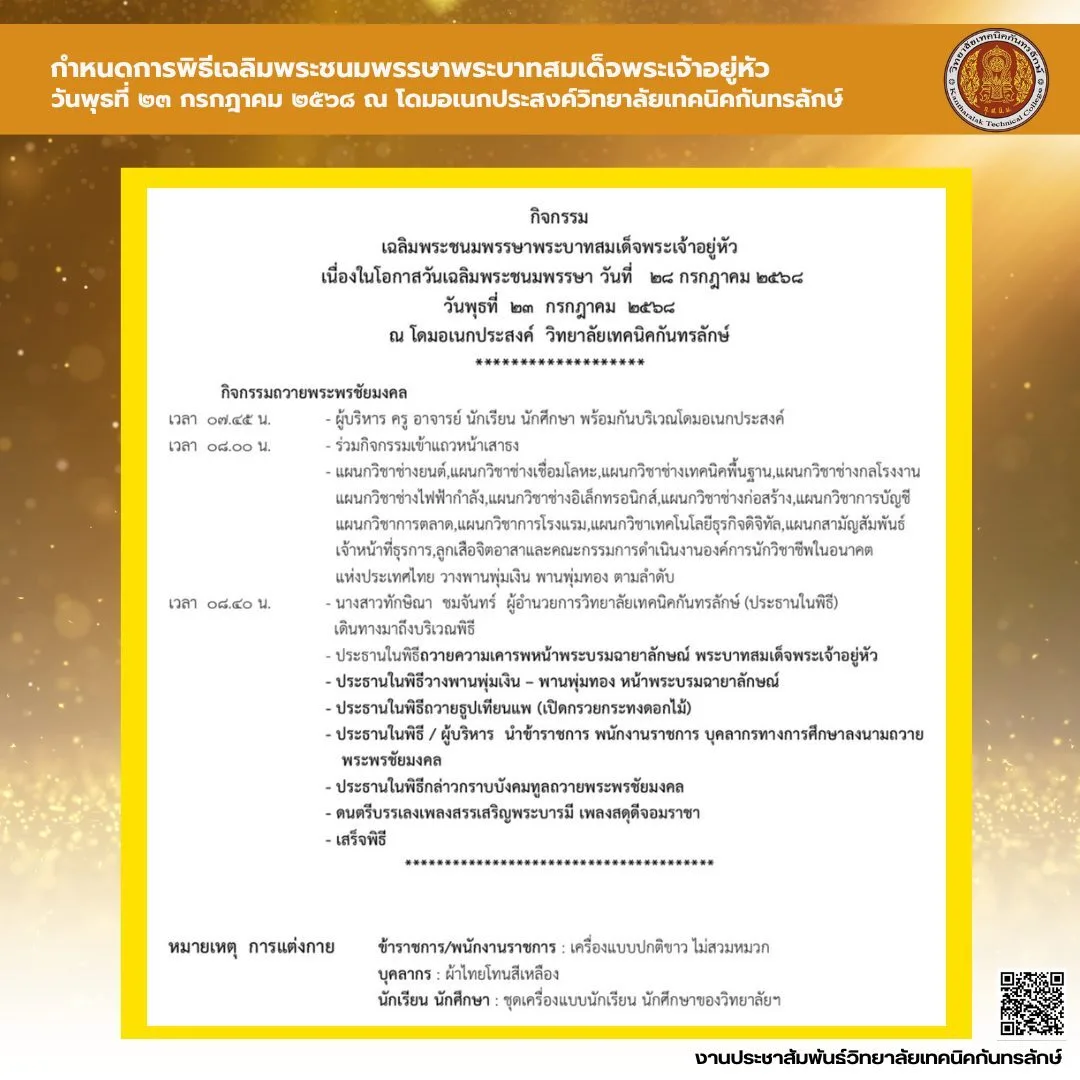 กำหนดการพิธีเฉลิมพระชนมพรรษาพระบาทสมเด็จพระเจ้าอยู่หัว
วันพุธที่ ๒๓ กรกฎาคม ๒๕๖๘ ณ โดมอเนกประสงค์วิทยาลัยเทคนิคกันทรลักษ์
วิทยาลัยเทคนิคกันทรลักษ์
Kantharalak Technical College
กิจกรรม
เฉลิมพระชนมพรรษาพระบาทสมเด็จพระเจ้าอยู่หัว
เนื่องในโอกาสวันเฉลิมพระชนมพรรษา วันที่ ๒๘ กรกฎาคม ๒๕๖๘
วันพุธที่ ๒๓ กรกฎาคม ๒๕๖๘
ณ โดมอเนกประสงค์ วิทยาลัยเทคนิคกันทรลักษ์
*******************
กิจกรรมถวายพระพรชัยมงคล
เวลา ๐๗.๔๕ น. - ผู้บริหาร ครู อาจารย์ นักเรียน นักศึกษา พร้อมกันบริเวณโดมอเนกประสงค์
เวลา ๐๘.๐๐ น. - ร่วมกิจกรรมเข้าแถวหน้าเสาธง
- แผนกวิชาช่างยนต์,แผนกวิชาช่างเชื่อมโลหะ,แผนกวิชาช่างเทคนิคพื้นฐาน,แผนกวิชาช่างกลโรงงาน
แผนกวิชาช่างไฟฟ้ากำลัง,แผนกวิชาช่างอิเล็กทรอนิกส์,แผนกวิชาช่างก่อสร้าง,แผนกวิชาการบัญชี
แผนกวิชาการตลาด,แผนกวิชาการโรงแรม,แผนกวิชาเทคโนโลยีธุรกิจดิจิทัล,แผนกสามัญสัมพันธ์
เจ้าหน้าที่ธุรการ,ลูกเสือจิตอาสาและคณะกรรมการดำเนินงานองค์การนักวิชาชีพในอนาคต
แห่งประเทศไทย วางพานพุ่มเงิน พานพุ่มทอง ตามลำดับ
เวลา ๐๘.๔๐ น. - นางสาวทักษิณา ชมจันทร์ ผู้อำนวยการวิทยาลัยเทคนิคกันทรลักษ์ (ประธานในพิธี)
เดินทางมาถึงบริเวณพิธี
- ประธานในพิธีถวายความเคารพหน้าพระบรมฉายาลักษณ์ พระบาทสมเด็จพระเจ้าอยู่หัว
- ประธานในพิธีวางพานพุ่มเงิน – พานพุ่มทอง หน้าพระบรมฉายาลักษณ์
- ประธานในพิธีถวายธูปเทียนแพ (เปิดกรวยกระทงดอกไม้)
- ประธานในพิธี / ผู้บริหาร นำข้าราชการ พนักงานราชการ บุคลากรทางการศึกษาลงนามถวาย
พระพรชัยมงคล
- ประธานในพิธีกล่าวกราบบังคมทูลถวายพระพรชัยมงคล
- ดนตรีบรรเลงเพลงสรรเสริญพระบารมี เพลงสดุดีจอมราชา
- เสร็จพิธี
***************************************
หมายเหตุ การแต่งกาย ข้าราชการ/พนักงานราชการ : เครื่องแบบปกติขาว ไม่สวมหมวก
บุคลากร : ผ้าไทยโทนสีเหลือง
นักเรียน นักศึกษา : ชุดเครื่องแบบนักเรียน นักศึกษาของวิทยาลัยฯ
งานประชาสัมพันธ์วิทยาลัยเทคนิคกันทรลักษ์